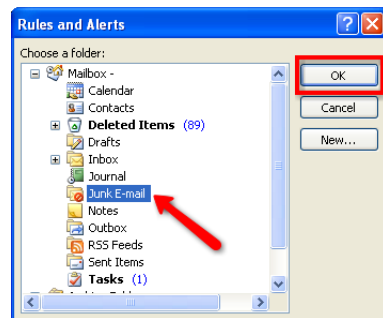 Rules and Alerts
Choose a folder:
Mailbox -
Calendar
Contacts
Deleted Items (89)
Drafts
Inbox
Journal
Junk E-mail
Notes
Outbox
RSS Feeds
Sent Items
Tasks (1)
OK
Cancel
New...